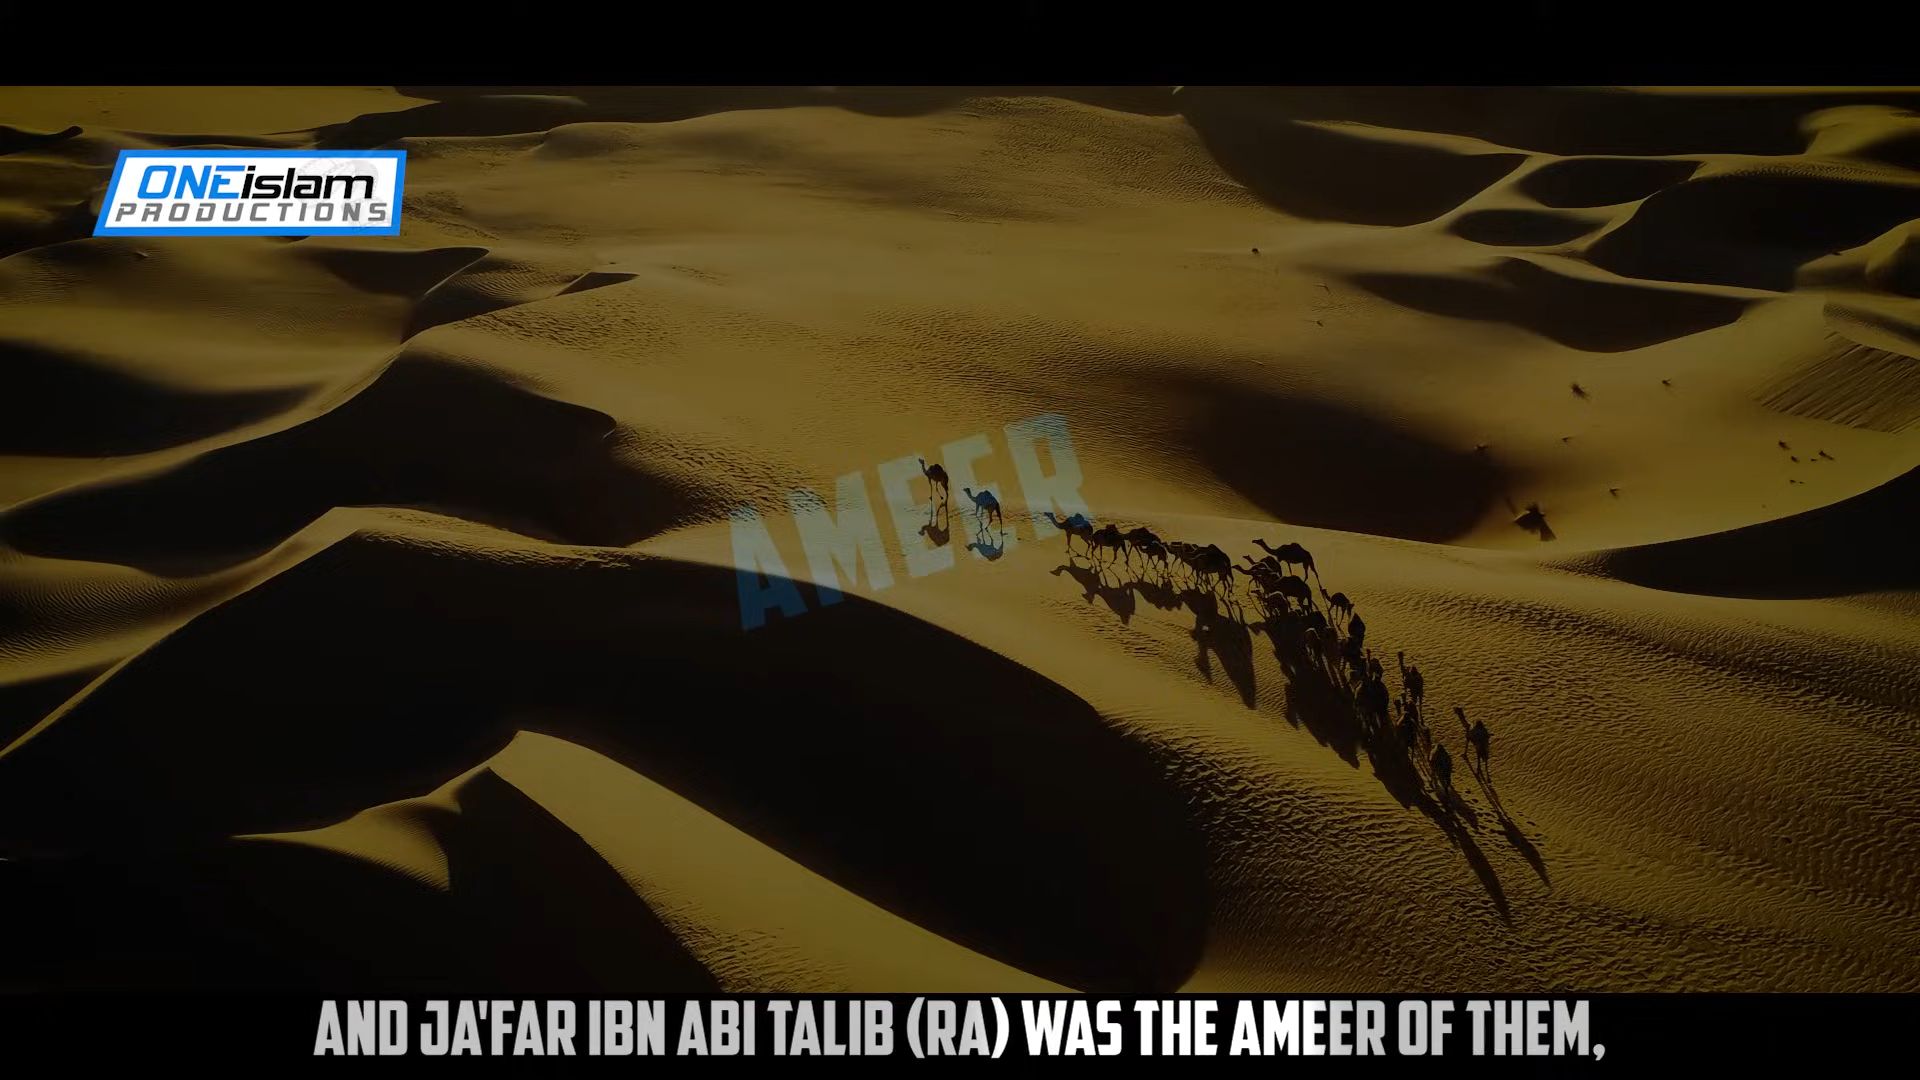 ONEislam
PRODUCTIONS
AMEER
AND JA'FAR IBN ABI TALIB (RA) WAS THE AMEER OF THEM,